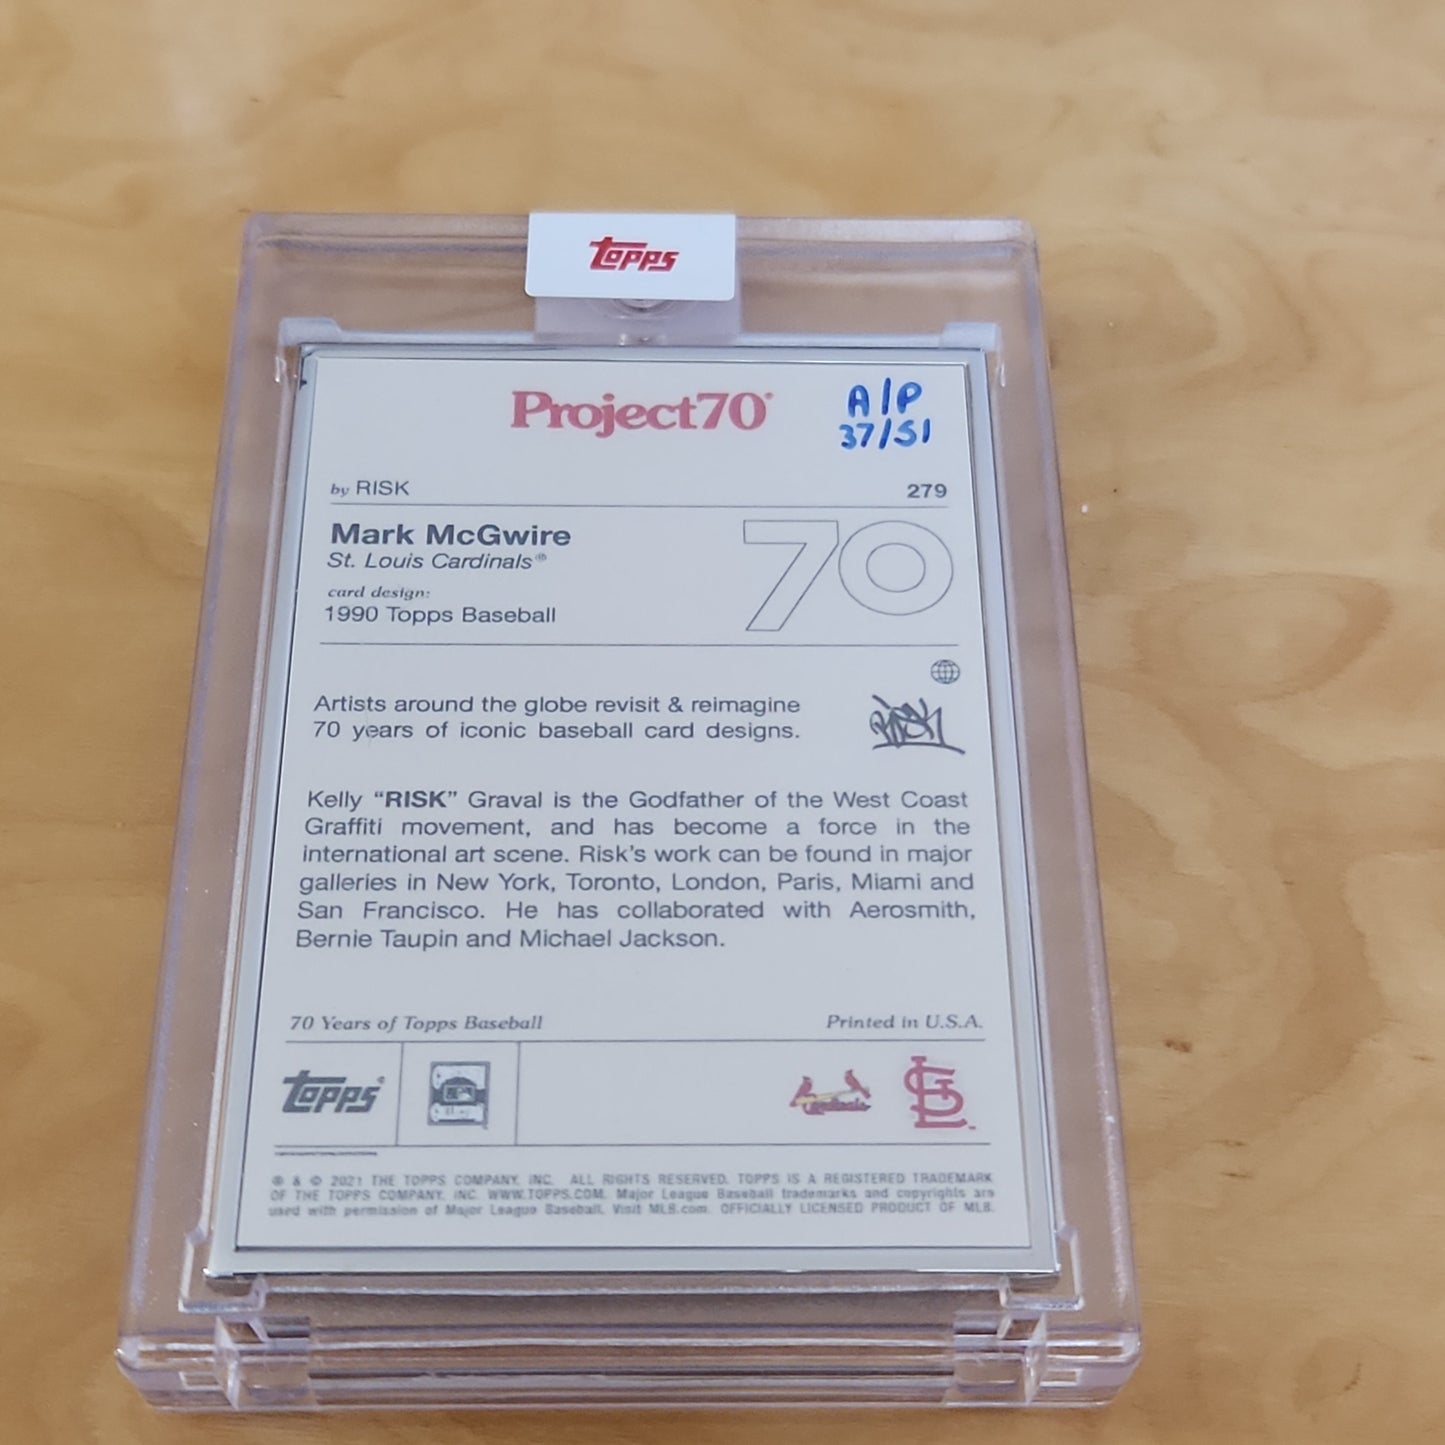 Topps
Project70®
A/P
37/51
by RISK
279
Mark McGwire
St. Louis Cardinals®
card design:
1990 Topps Baseball
70
Artists around the globe revisit & reimagine
70 years of iconic baseball card designs.
RISK
Kelly “RISK” Graval is the Godfather of the West Coast
Graffiti movement, and has become a force in the
international art scene. Risk’s work can be found in major
galleries in New York, Toronto, London, Paris, Miami and
San Francisco. He has collaborated with Aerosmith,
Bernie Taupin and Michael Jackson.
70 Years of Topps Baseball
Printed in U.S.A.
Topps®
Cardinals
STL
® & © 2021 THE TOPPS COMPANY, INC. ALL RIGHTS RESERVED. TOPPS IS A REGISTERED TRADEMARK
OF THE TOPPS COMPANY, INC. WWW.TOPPS.COM. Major League Baseball trademarks and copyrights are
used with permission of Major League Baseball. Visit MLB.com. OFFICIALLY LICENSED PRODUCT OF MLB.